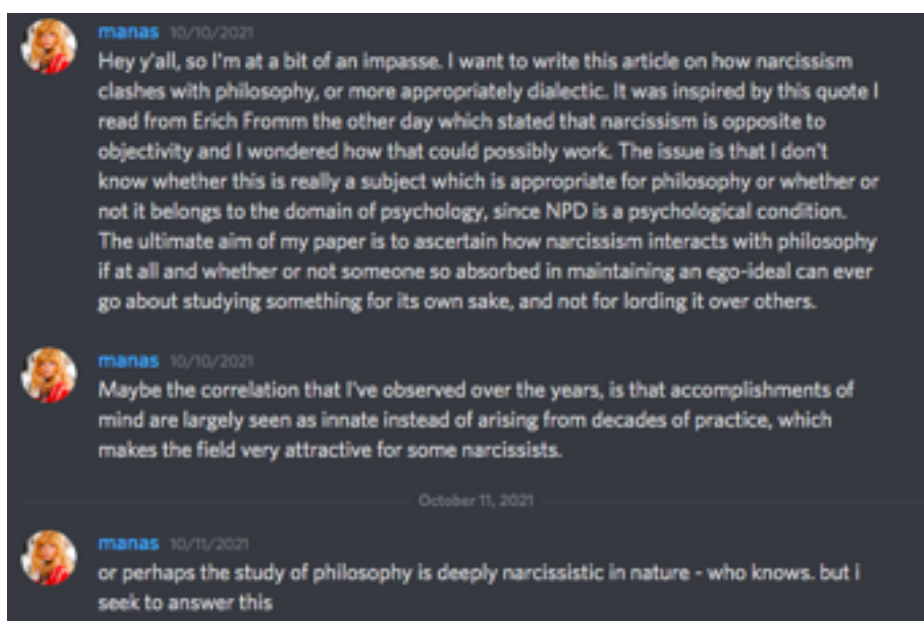 manas 10/10/2021
Hey y'all, so I'm at a bit of an impasse. I want to write this article on how narcissism
clashes with philosophy, or more appropriately dialectic. It was inspired by this quote I
read from Erich Fromm the other day which stated that narcissism is opposite to
objectivity and I wondered how that could possibly work. The issue is that I don't
know whether this is really a subject which is appropriate for philosophy or whether or
not it belongs to the domain of psychology, since NPD is a psychological condition.
The ultimate aim of my paper is to ascertain how narcissism interacts with philosophy
if at all and whether or not someone so absorbed in maintaining an ego-ideal can ever
go about studying something for its own sake, and not for lording it over others.
manas 10/10/2021
Maybe the correlation that I've observed over the years, is that accomplishments of
mind are largely seen as innate instead of arising from decades of practice, which
makes the field very attractive for some narcissists.
October 11, 2021
manas 10/11/2021
or perhaps the study of philosophy is deeply narcissistic in nature - who knows. but i
seek to answer this